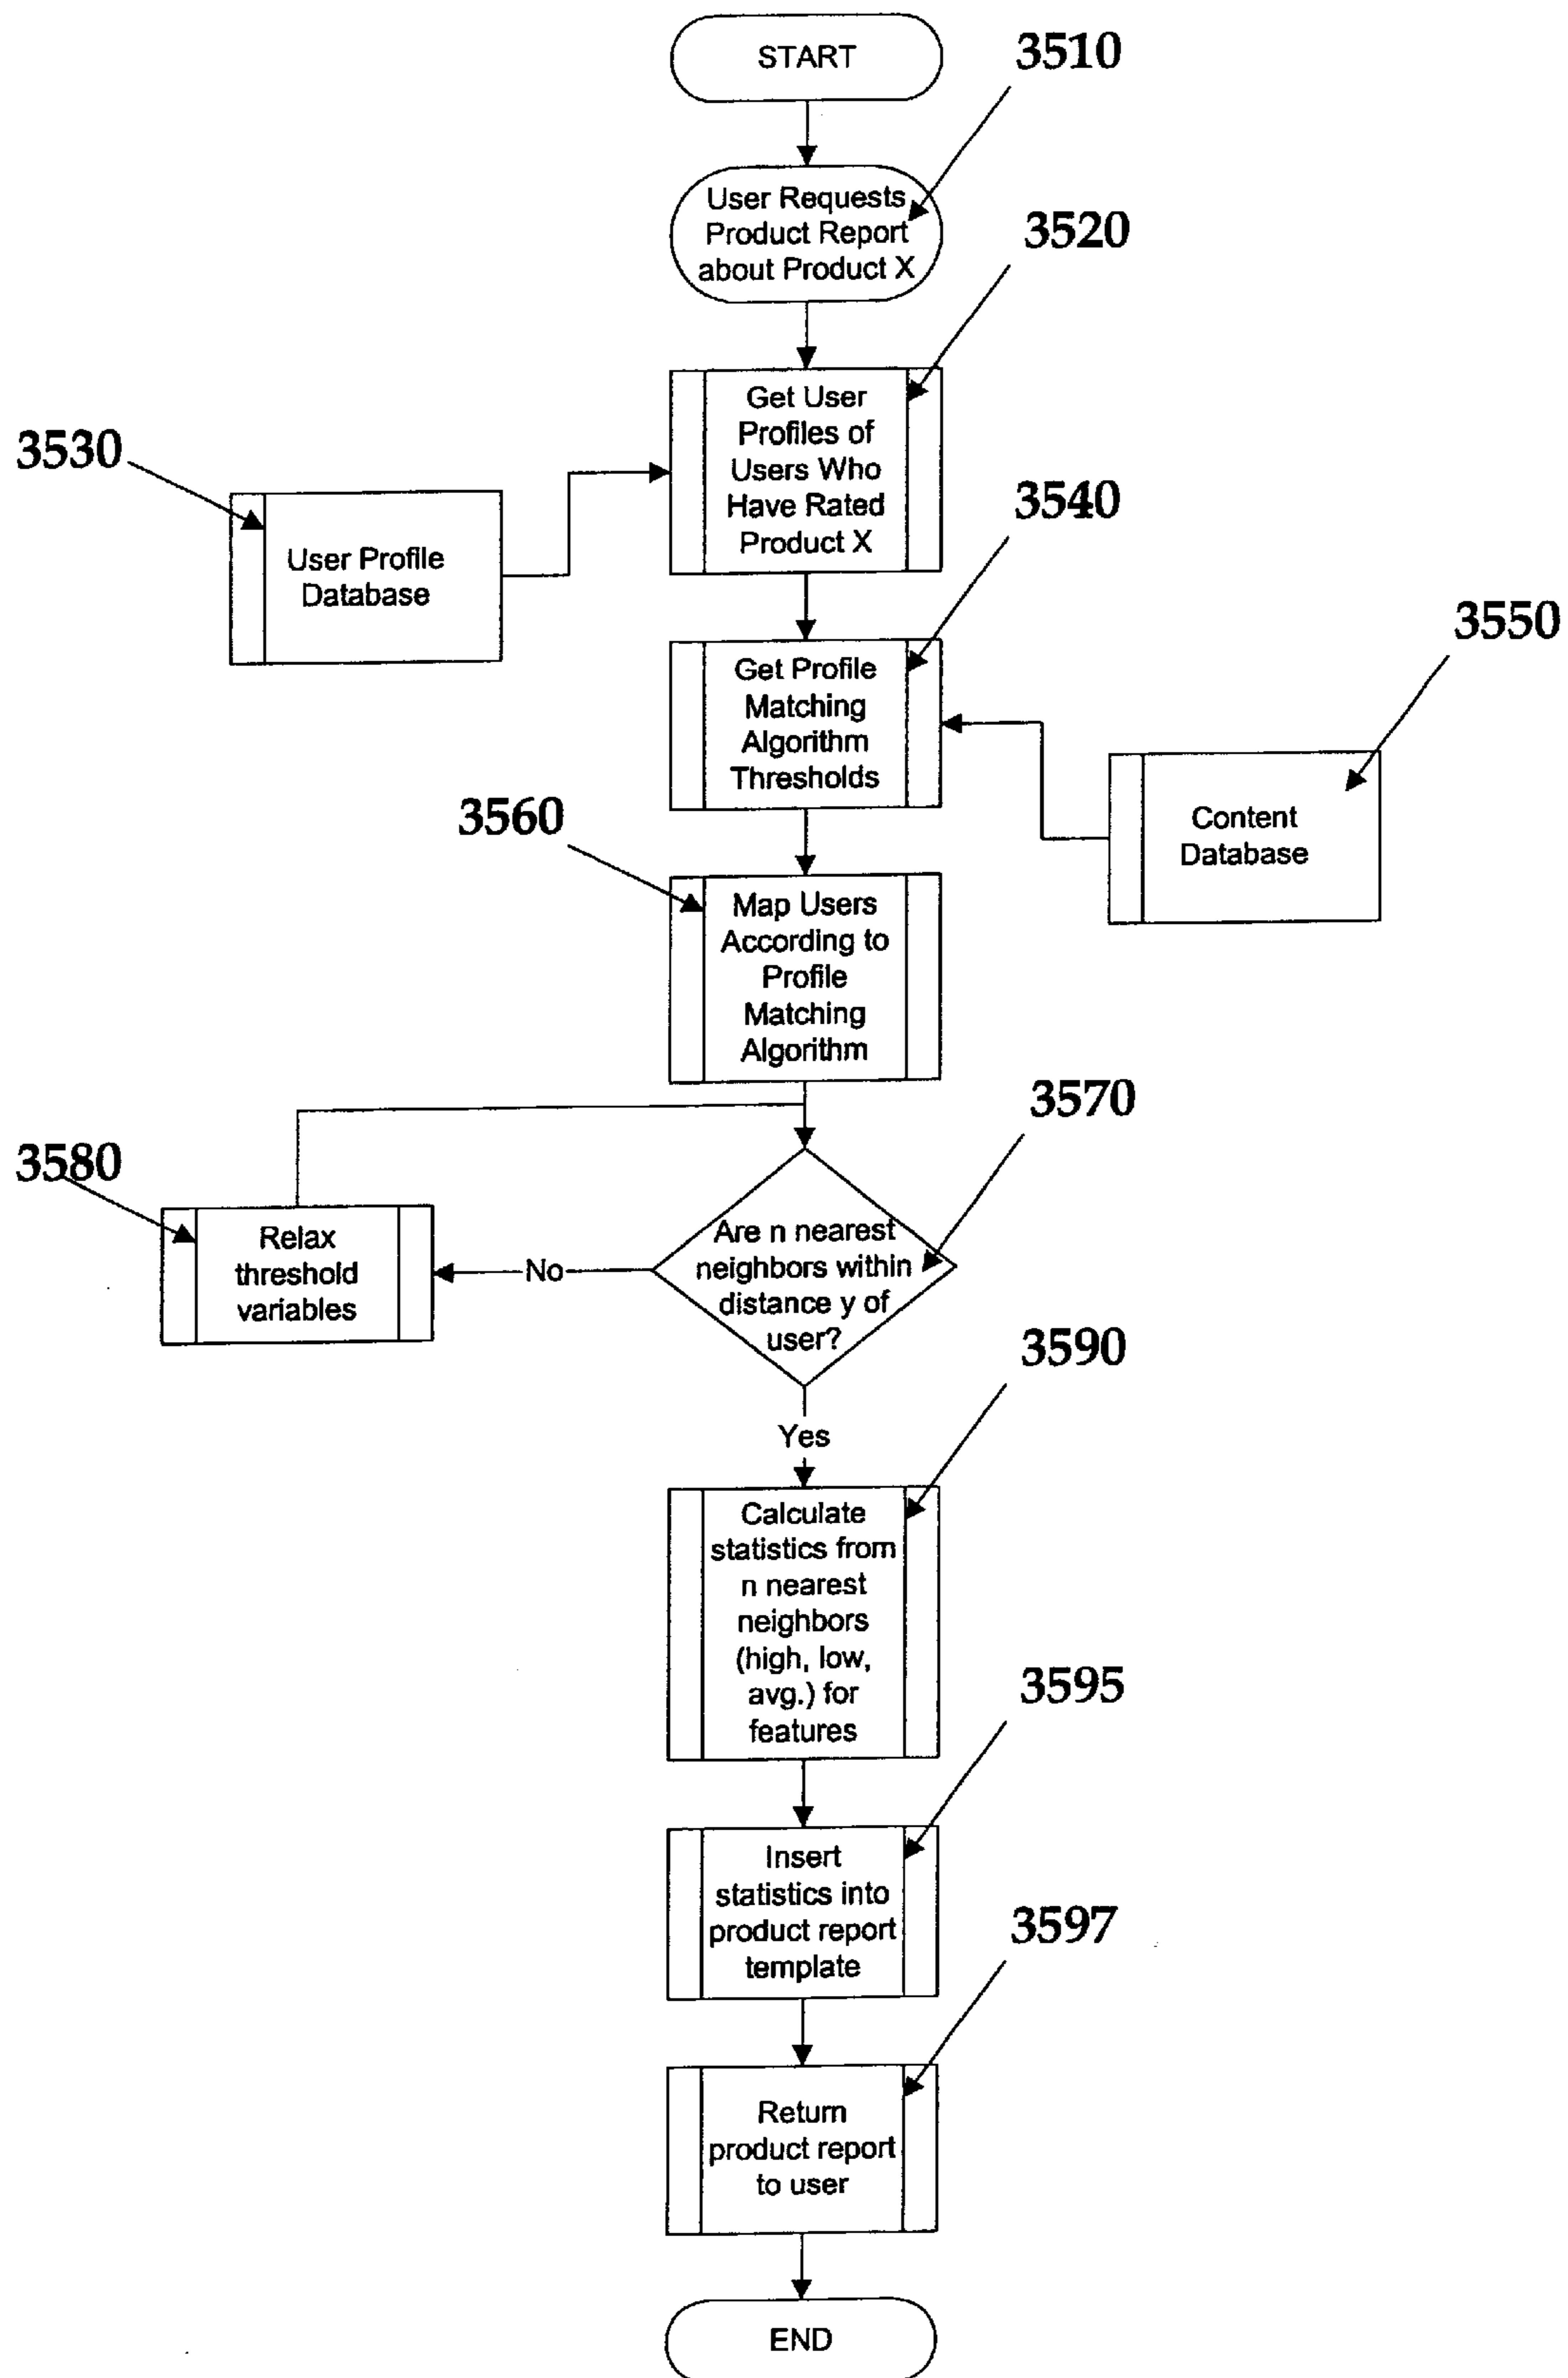 START
3510
User Requests
Product Report
about Product X
3520
Get User
Profiles of
Users Who
Have Rated
Product X
3530
User Profile
Database
3540
Get Profile
Matching
Algorithm
Thresholds
3550
Content
Database
3560
Map Users
According to
Profile
Matching
Algorithm
3570
Are n nearest
neighbors within
distance y of
user?
No
3580
Relax
threshold
variables
Yes
3590
Calculate
statistics from
n nearest
neighbors
(high, low,
avg.) for
features
3595
Insert
statistics into
product report
template
3597
Return
product report
to user
END